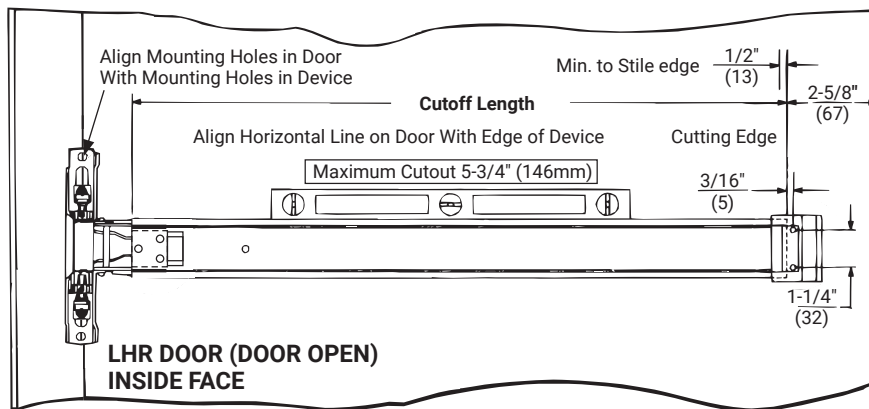 Align Mounting Holes in Door
With Mounting Holes in Device
Min. to Stile edge
1/2"
(13)
2-5/8"
(67)
Cutoff Length
Align Horizontal Line on Door With Edge of Device
Cutting Edge
Maximum Cutout 5-3/4" (146mm)
3/16"
(5)
1-1/4"
(32)
LHR DOOR (DOOR OPEN)
INSIDE FACE